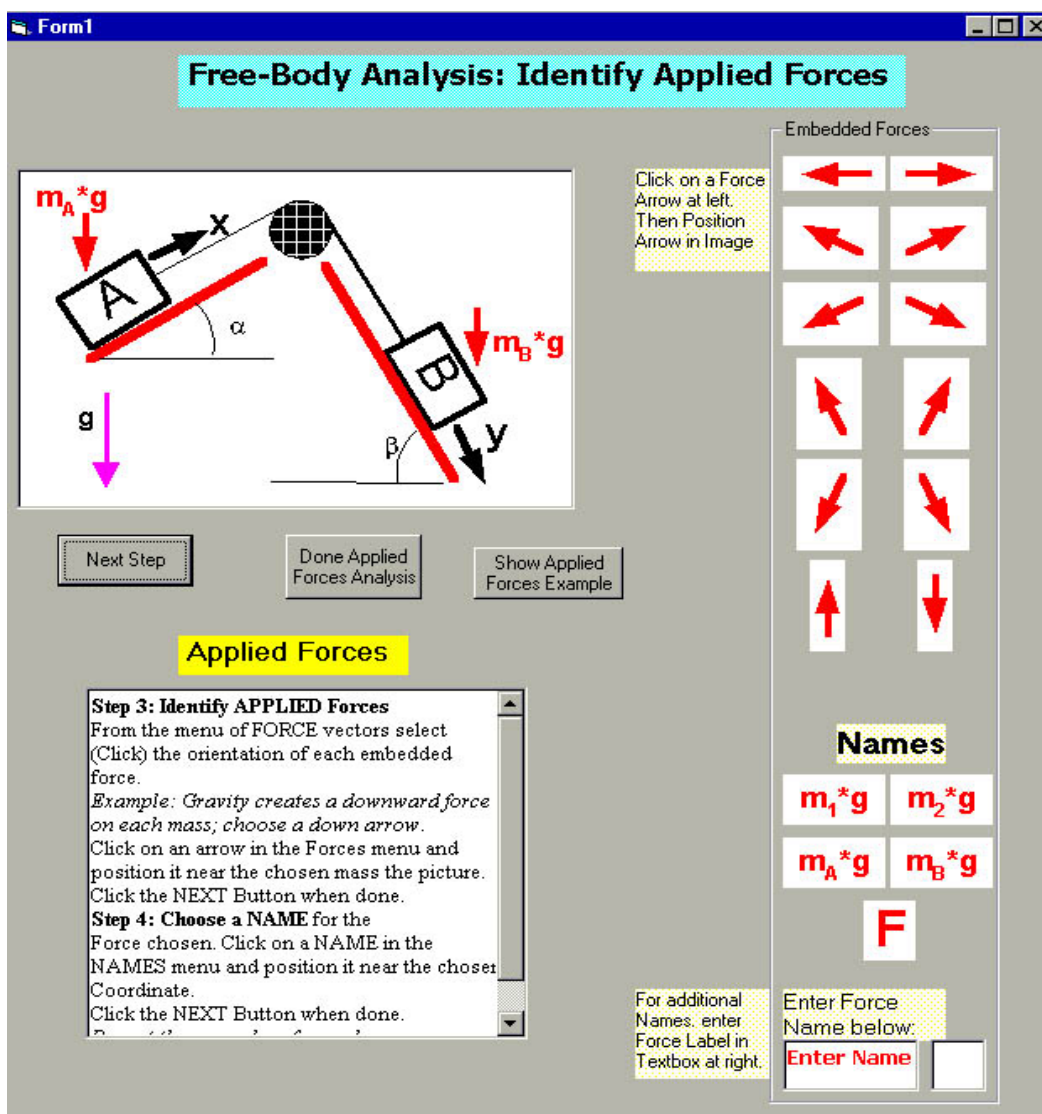 Form1
Free-Body Analysis: Identify Applied Forces
Embedded Forces
Click on a Force
Arrow at left.
Then Position
Arrow in Image
m_A*g
x
A
α
g
m_B*g
B
β
y
Next Step
Done Applied
Forces Analysis
Show Applied
Forces Example
Applied Forces
Step 3: Identify APPLIED Forces
From the menu of FORCE vectors select
(Click) the orientation of each embedded
force.
Example: Gravity creates a downward force
on each mass; choose a down arrow.
Click on an arrow in the Forces menu and
position it near the chosen mass the picture.
Click the NEXT Button when done.
Step 4: Choose a NAME for the
Force chosen. Click on a NAME in the
NAMES menu and position it near the chosen
Coordinate.
Click the NEXT Button when done.
Names
m_1*g m_2*g
m_A*g m_B*g
F
For additional
Names. enter
Force Label in
Textbox at right.
Enter Force
Name below:
Enter Name